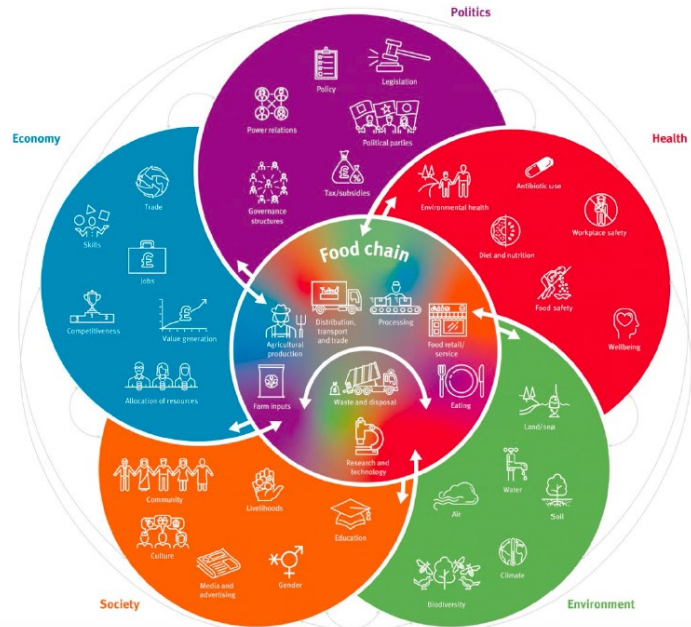 Politics
Policy
Legislation
Power relations
Political parties
Tax/subsidies
Governance
structures
Economy
Trade
Skills
£
Jobs
Competitiveness
£
Value generation
Allocation of resources
£
%
Health
Antibiotic use
Environmental health
Workplace safety
Diet and nutrition
Food safety
Wellbeing
Food chain
Distribution,
transport
and trade
Processing
Agricultural
production
Food retail/
service
Farm inputs
Waste and disposal
Eating
Research and
technology
Land/sea
Water
Air
Soil
Climate
Biodiversity
Environment
Community
Livelihoods
Education
Culture
Media and
advertising
Gender
Society